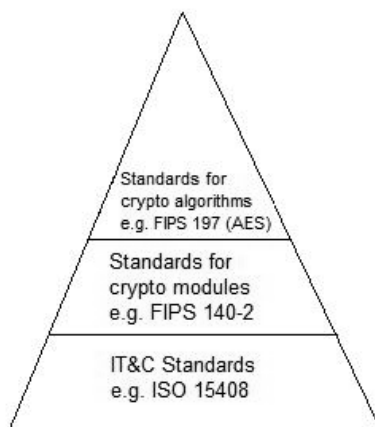 Standards for
crypto algorithms
e.g. FIPS 197 (AES)
Standards for
crypto modules
e.g. FIPS 140-2
IT&C Standards
e.g. ISO 15408